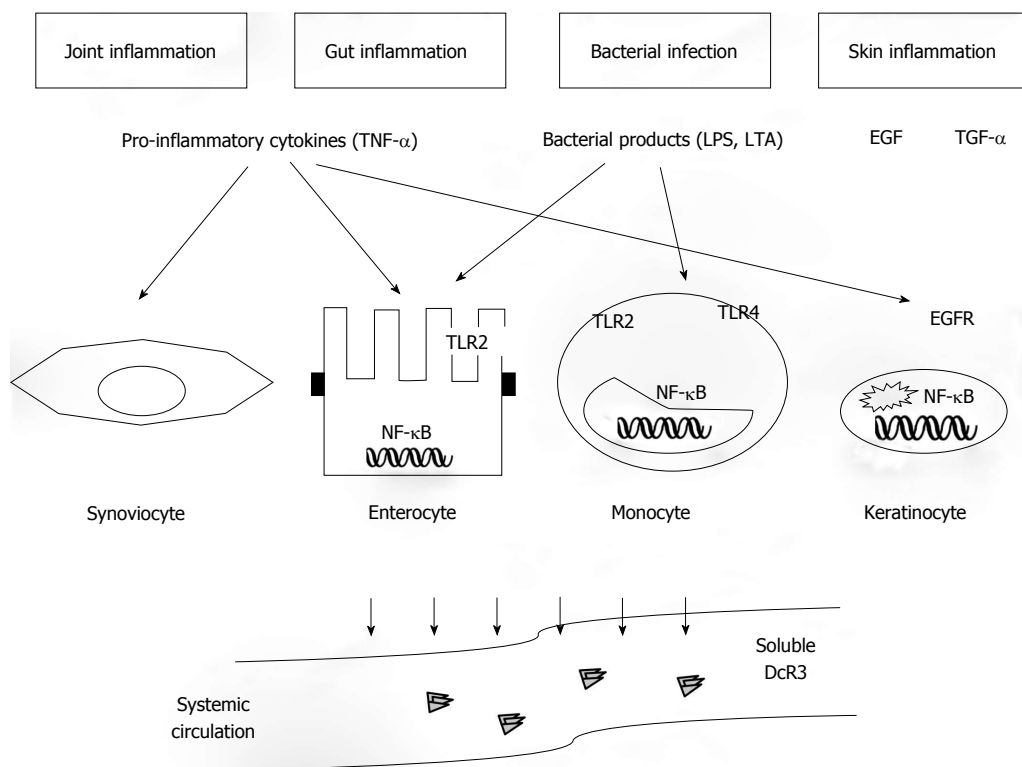 Joint inflammation
Gut inflammation
Bacterial infection
Skin inflammation
Pro-inflammatory cytokines (TNF-α)
Bacterial products (LPS, LTA)
EGF
TGF-α
TLR2
TLR2
TLR4
EGFR
NF-κB
NF-κB
NF-κB
Synoviocyte
Enterocyte
Monocyte
Keratinocyte
Soluble
DcR3
Systemic
circulation